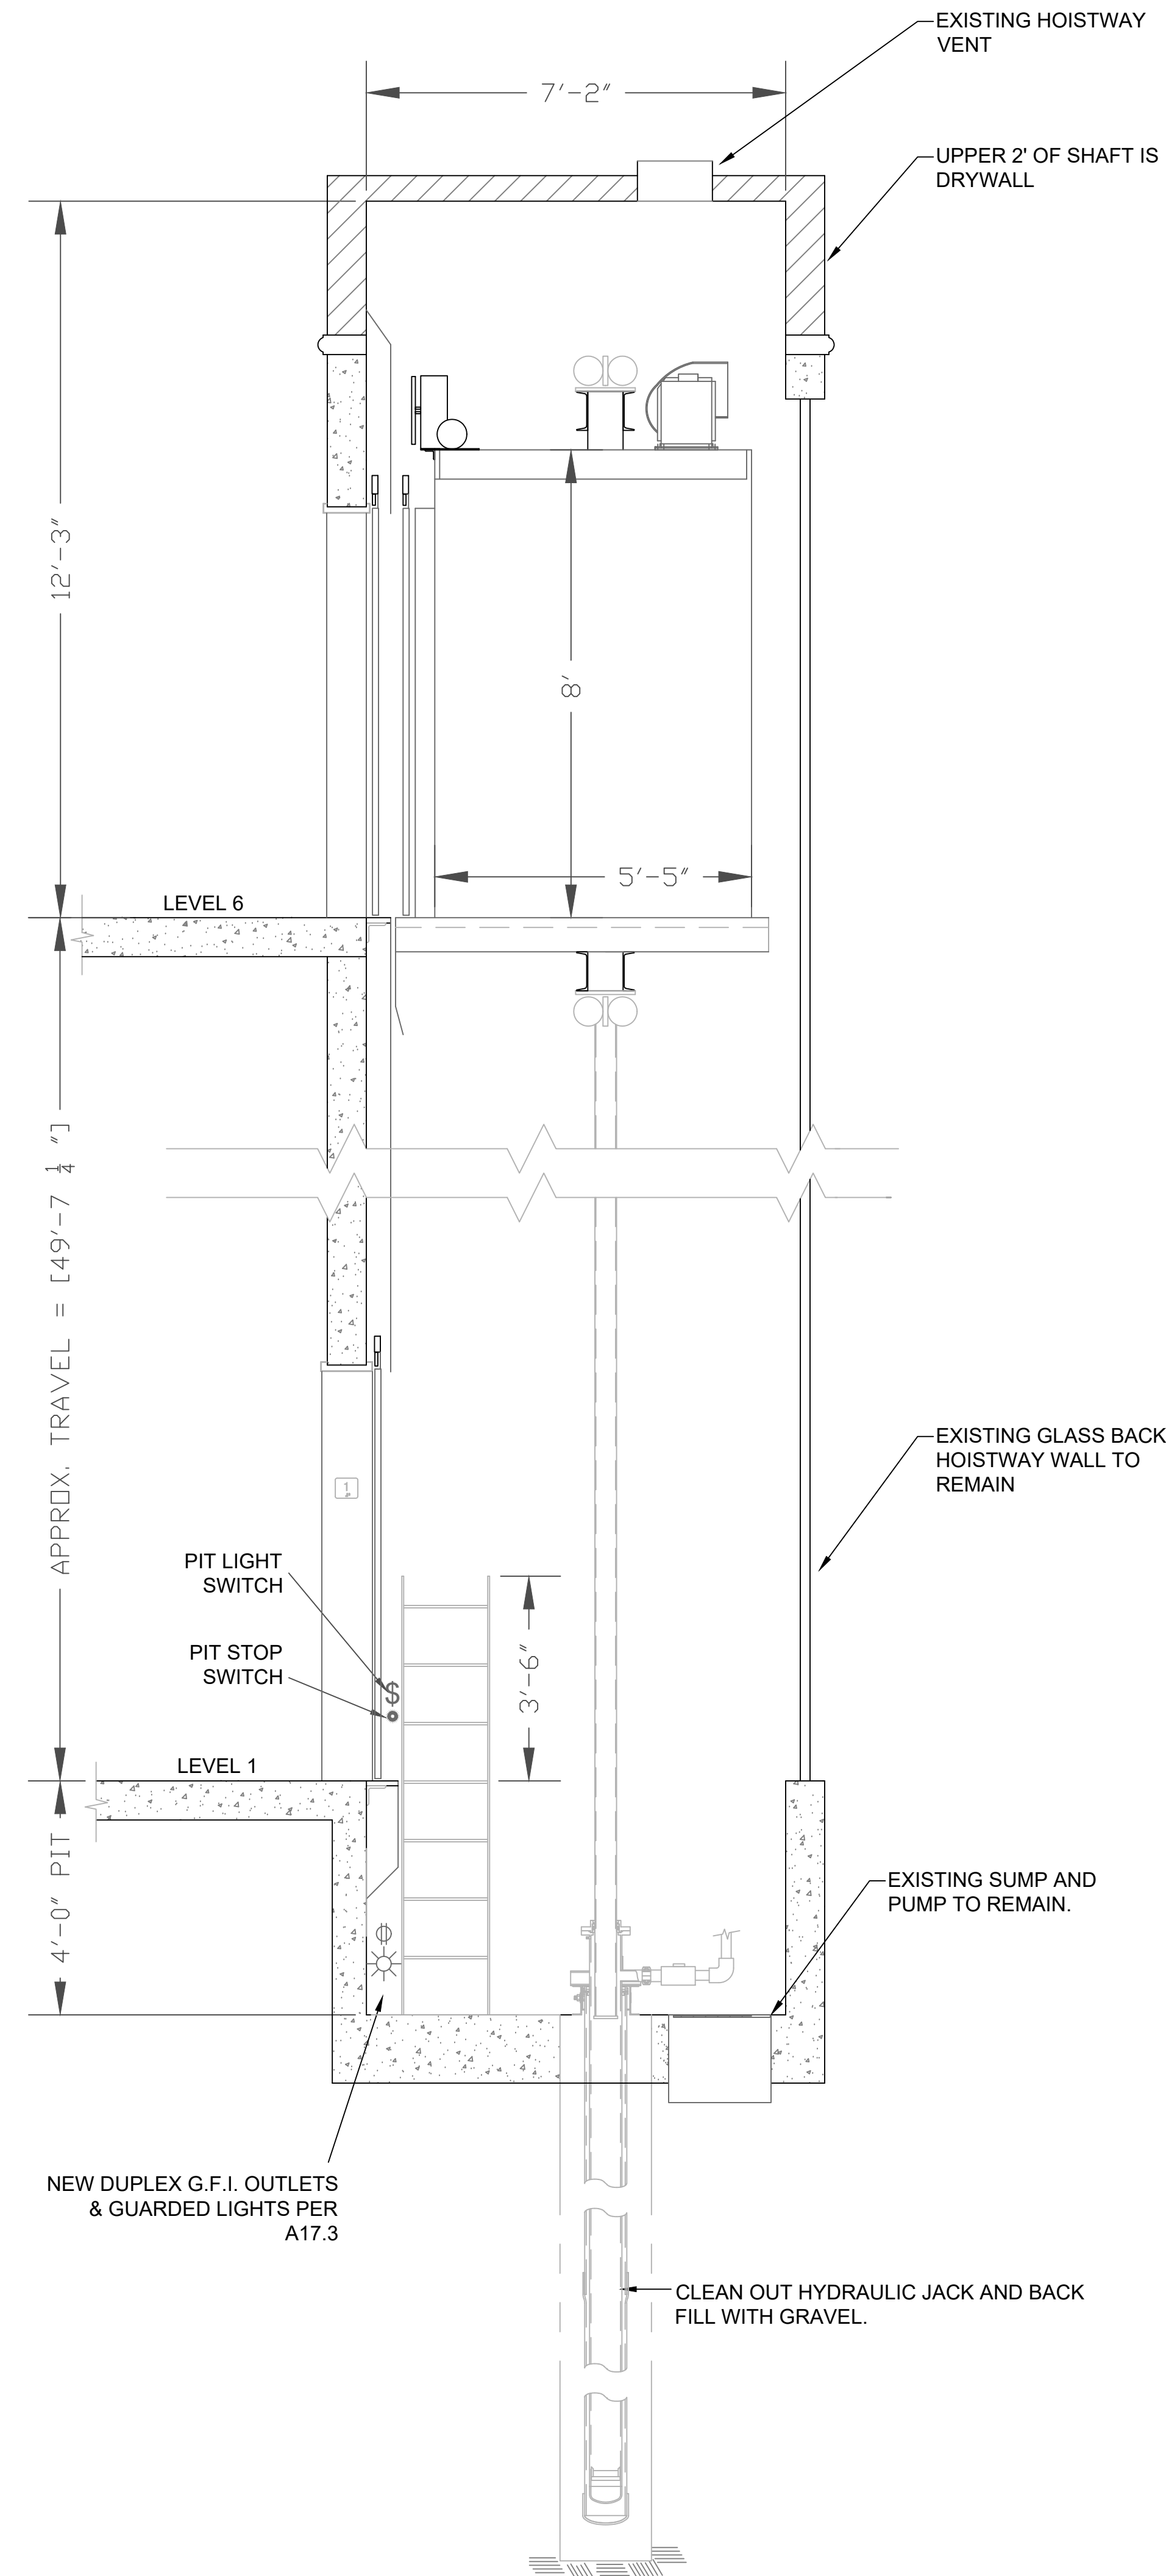 EXISTING HOISTWAY
VENT
7'-2"
UPPER 2' OF SHAFT IS
DRYWALL
12'-3"
8'
5'-5"
LEVEL 6
APPROX. TRAVEL = [49'-7 1/4 "]
EXISTING GLASS BACK
HOISTWAY WALL TO
REMAIN
1
PIT LIGHT
SWITCH
$
3'-6"
PIT STOP
SWITCH
LEVEL 1
4'-0" PIT
EXISTING SUMP AND
PUMP TO REMAIN.
NEW DUPLEX G.F.I. OUTLETS
& GUARDED LIGHTS PER
A17.3
CLEAN OUT HYDRAULIC JACK AND BACK
FILL WITH GRAVEL.